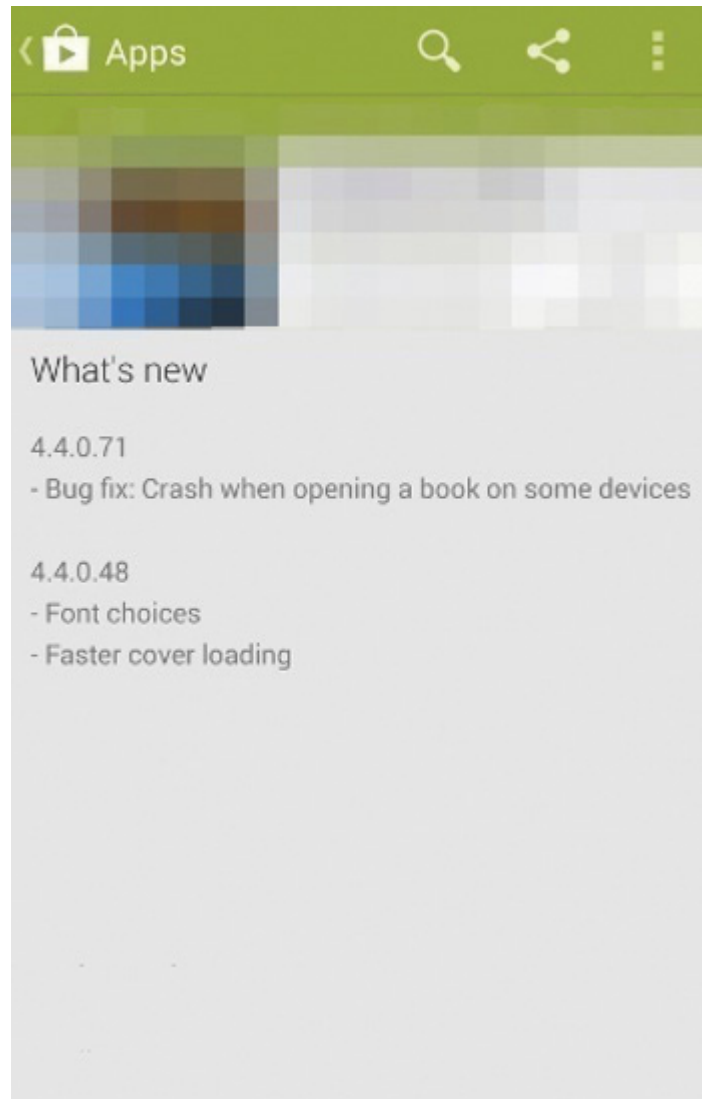 Apps
What's new
4.4.0.71
- Bug fix: Crash when opening a book on some devices
4.4.0.48
- Font choices
- Faster cover loading